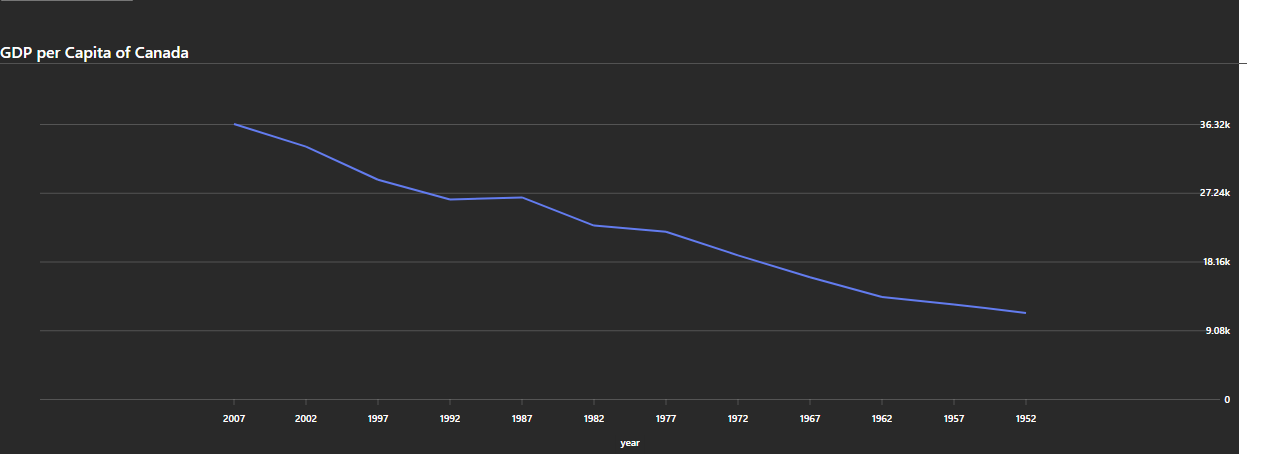 GDP per Capita of Canada
36.32k
27.24k
18.16k
9.08k
0
2007 2002 1997 1992 1987 1982 1977 1972 1967 1962 1957 1952
year